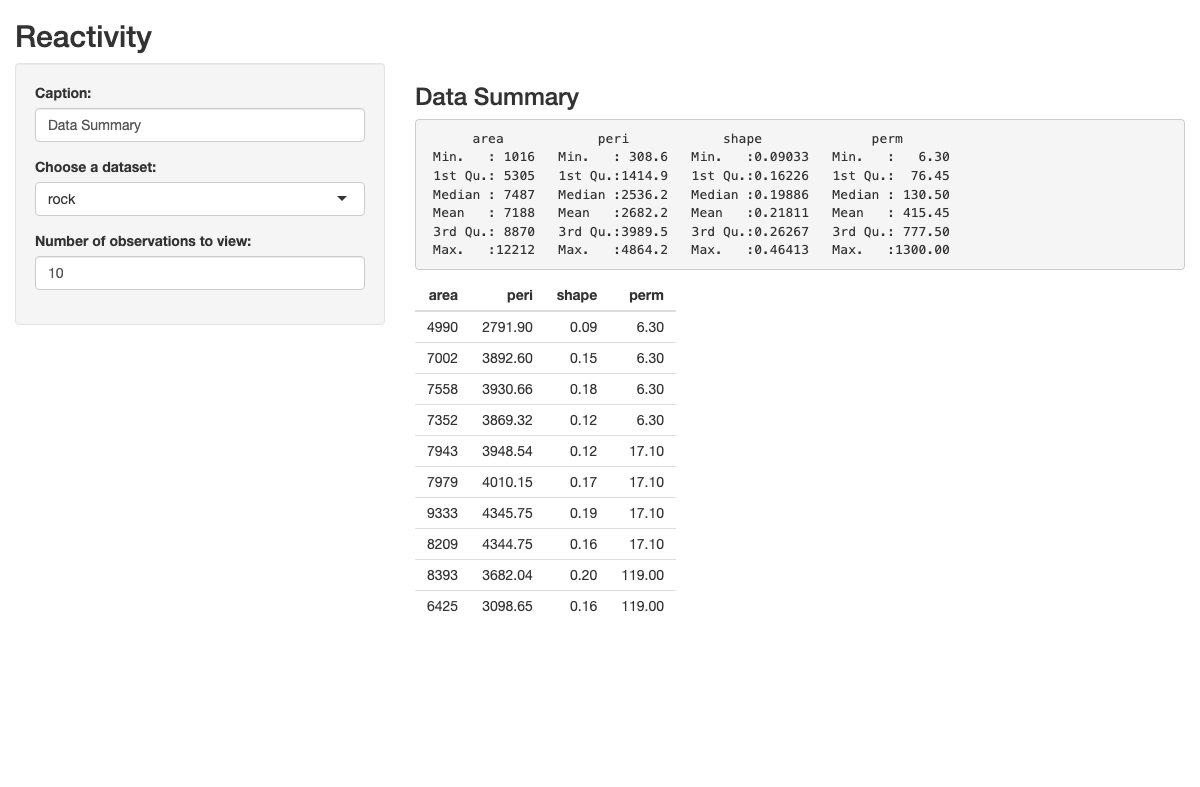 Reactivity
Caption:
Data Summary
Choose a dataset:
rock
Number of observations to view:
10
Data Summary
area peri shape perm
Min. : 1016 Min. : 308.6 Min. :0.09033 Min. : 6.30
1st Qu.: 5305 1st Qu.:1414.9 1st Qu.:0.16226 1st Qu.: 76.45
Median : 7487 Median :2536.2 Median :0.19886 Median : 130.50
Mean : 7188 Mean :2682.2 Mean :0.21811 Mean : 415.45
3rd Qu.: 8870 3rd Qu.:3989.5 3rd Qu.:0.26267 3rd Qu.: 777.50
Max. :12212 Max. :4864.2 Max. :0.46413 Max. :1300.00
area peri shape perm
4990 2791.90 0.09 6.30
7002 3892.60 0.15 6.30
7558 3930.66 0.18 6.30
7352 3869.32 0.12 6.30
7943 3948.54 0.12 17.10
7979 4010.15 0.17 17.10
9333 4345.75 0.19 17.10
8209 4344.75 0.16 17.10
8393 3682.04 0.20 119.00
6425 3098.65 0.16 119.00